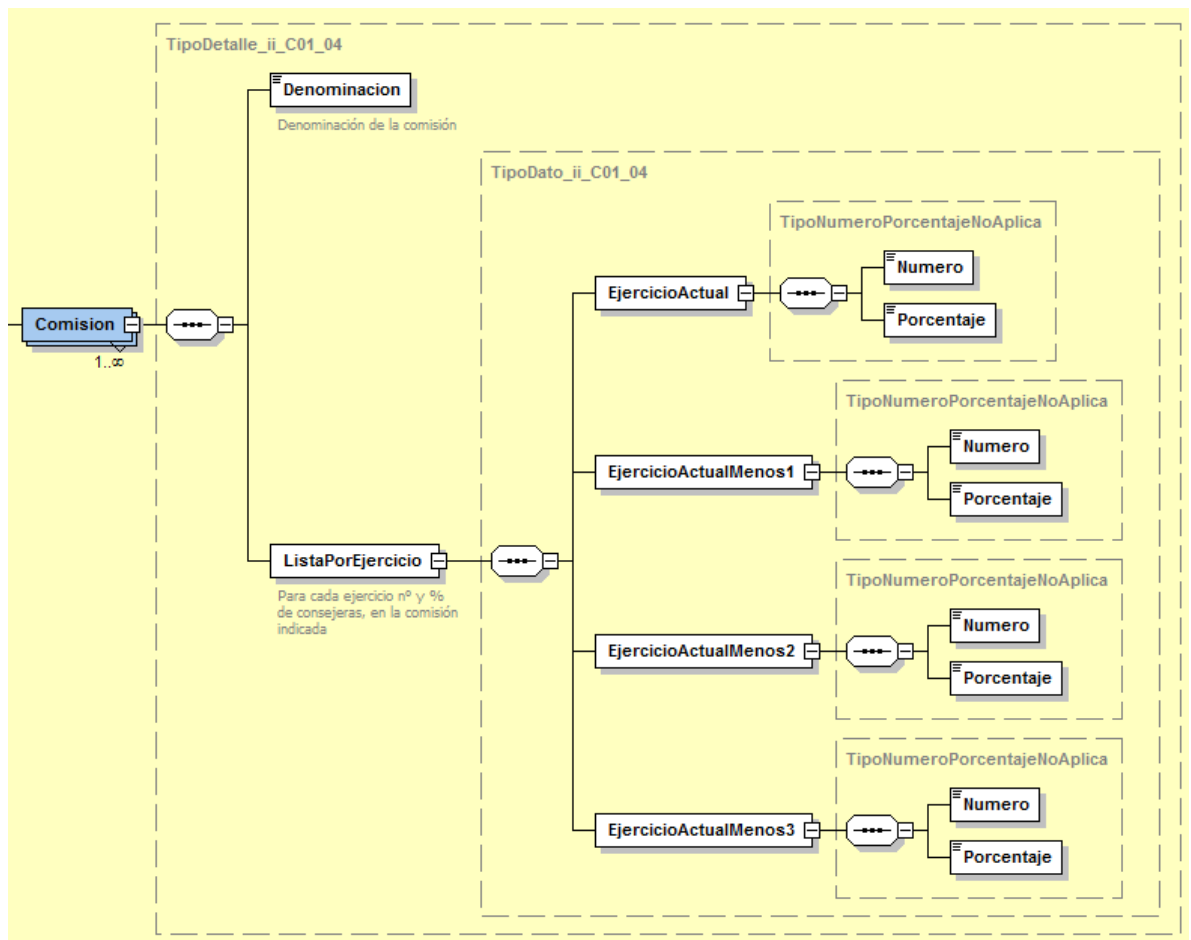 TipoDetalle_ii_C01_04
Denominacion
Denominación de la comisión
TipoDato_ii_C01_04
TipoNumeroPorcentajeNoAplica
Numero
EjercicioActual
Porcentaje
Comision
1..∞
TipoNumeroPorcentajeNoAplica
Numero
EjercicioActualMenos1
Porcentaje
ListaPorEjercicio
Para cada ejercicio nº y %
de consejeras, en la comisión
indicada
TipoNumeroPorcentajeNoAplica
Numero
EjercicioActualMenos2
Porcentaje
TipoNumeroPorcentajeNoAplica
Numero
EjercicioActualMenos3
Porcentaje